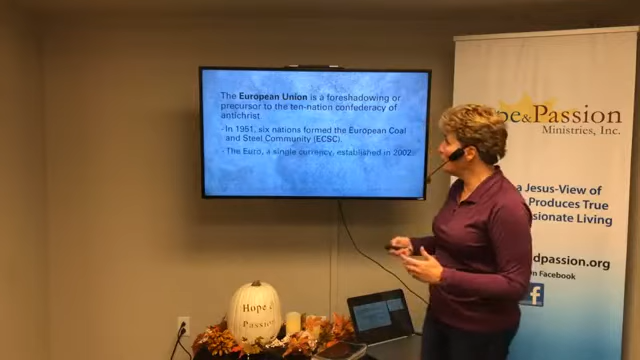 The European Union is a foreshadowing or
precursor to the ten-nation confederacy of
antichrist
- In 1951, six nations formed the European Coal
and Steel Community (ECSC).
- The Euro, a single currency, established in 2002.
pe&Passion
Ministries, Inc.
a Jesus-View of
Produces True
sionate Living
dpassion.org
n Facebook
f
Hope &
Passion